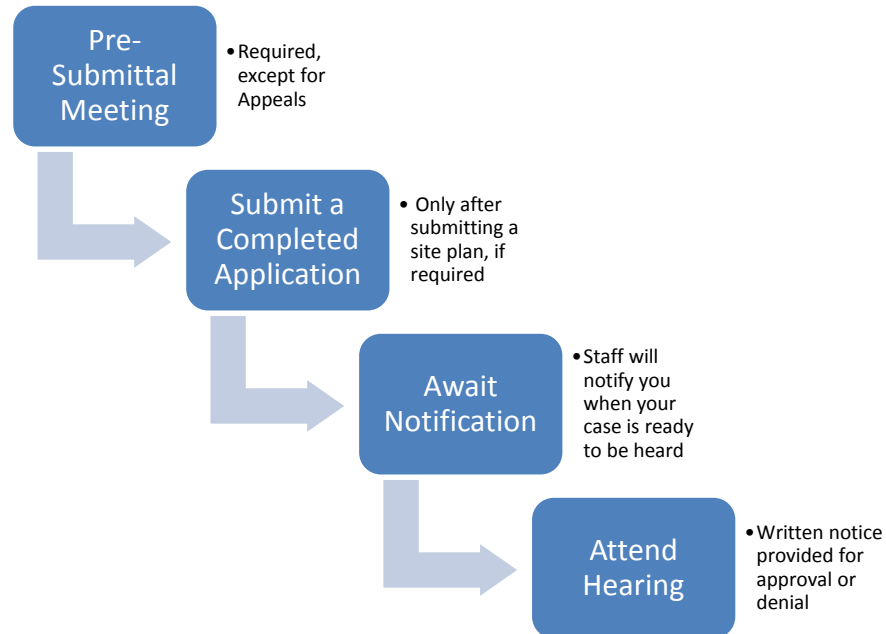 Pre-
Submittal
Meeting
•Required,
except for
Appeals
Submit a
Completed
Application
• Only after
submitting a
site plan, if
required
Await
Notification
•Staff will
notify you
when your
case is ready
to be heard
Attend
Hearing
•Written notice
provided for
approval or
denial